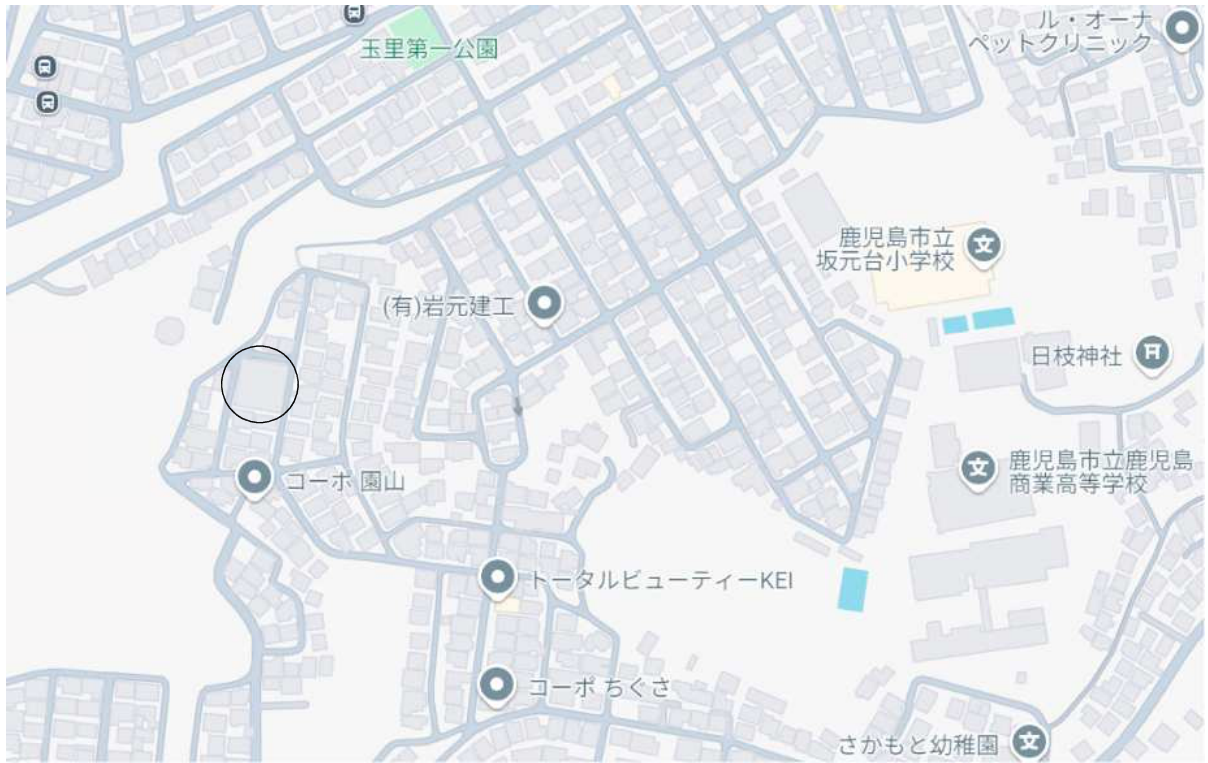 ル・オーナ
ペットクリニック
玉里第一公園
鹿児島市立
坂元台小学校
(有)岩元建工
日枝神社
鹿児島市立鹿児島
商業高等学校
コーポ 園山
トータルビューティーKEI
コーポ ちぐさ
さかもと幼稚園
文
文
文